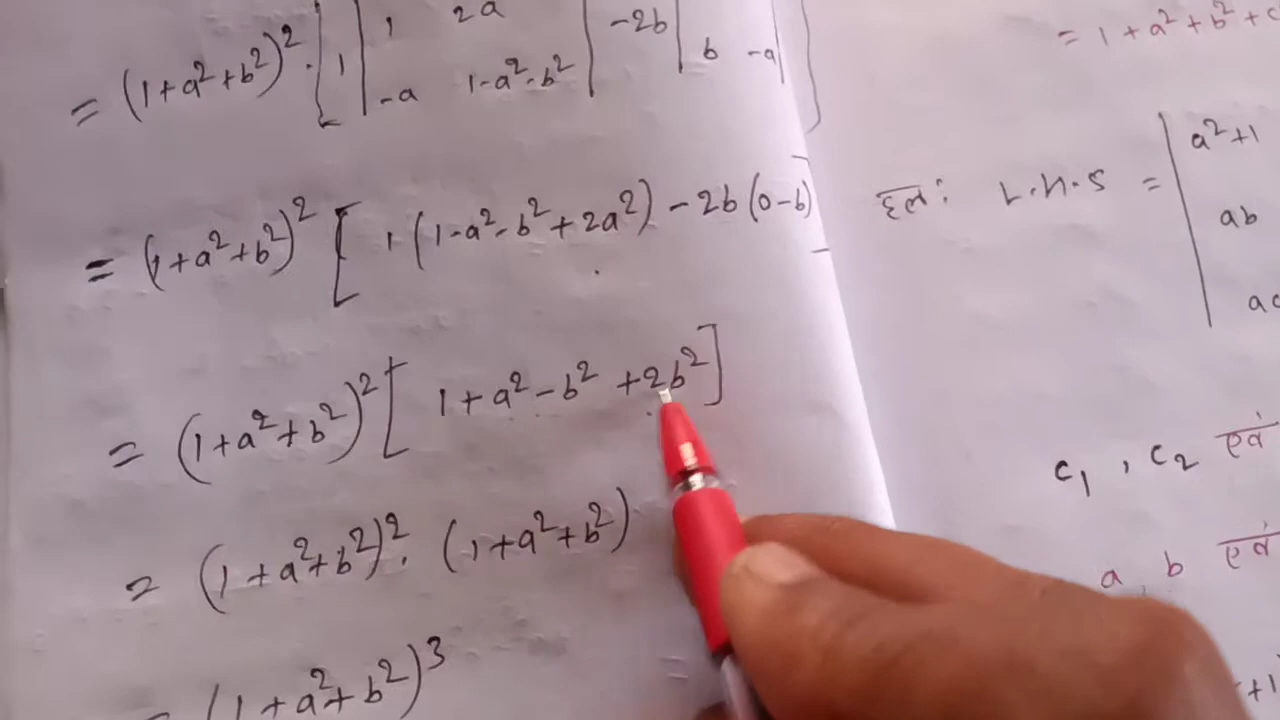 = (1+a²+b²)². { 1 | 1 2a
-a 1-a²-b² | -2b | b -a | }
= (1+a²+b²)² [ 1·(1-a²-b²+2a²) - 2b(0-b) ]
= (1+a²+b²)² [ 1+a²-b² +2b² ]
= (1+a²+b²)². (1+a²+b²)
= (1+a²+b²)³
= 1+a²+b²+c
हल: L.H.S = | a²+1
ab
ac
c₁ , c₂ एवं
a, b एवं
+1